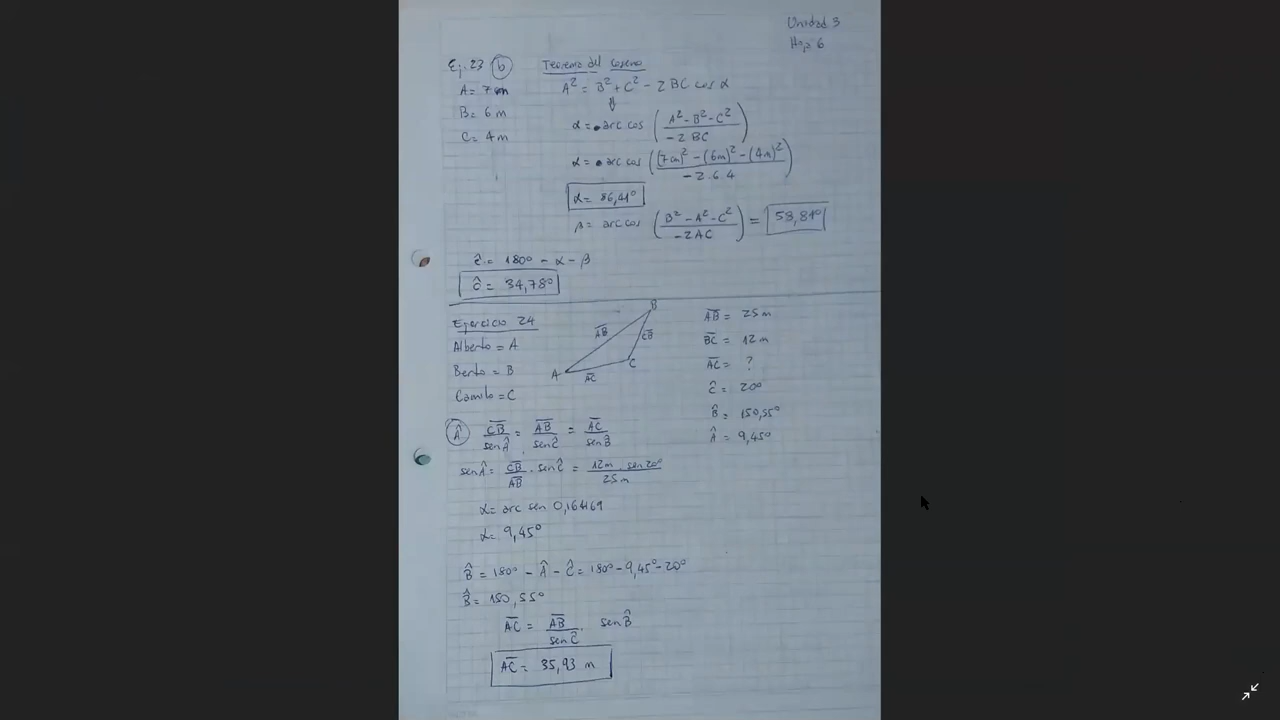 Unidad 3
Hoja 6
Ej. 23 b) Teorema del coseno
A = 7 m A² = B² + C² - 2 BC cos α
B = 6 m ⇓
C = 4 m α = arc cos ( (A² - B² - C²) / (-2 BC) )
α = arc cos ( ((7m)² - (6m)² - (4m)²) / (-2.6.4) )
α = 86,41°
β = arc cos ( (B² - A² - C²) / (-2AC) ) = 58,81°
ĉ = 180° - α - β
ĉ = 34,78°
Ejercicio 24
Alberto = A
Berto = B
Camilo = C
B
AB
CB
A
C
AC
AB = 25 m
BC = 12 m
AC = ?
Ĉ = 20°
B̂ = 150,55°
Â = 9,45°
Â CB / sen Â = AB / sen Ĉ = AC / sen B̂
sen Â = CB / AB . sen Ĉ = 12m . sen 20° / 25 m
α = arc sen 0,164169
α = 9,45°
B̂ = 180° - Â - Ĉ = 180° - 9,45° - 20°
B̂ = 150,55°
AC = AB / sen Ĉ . sen B̂
AC = 35,93 m